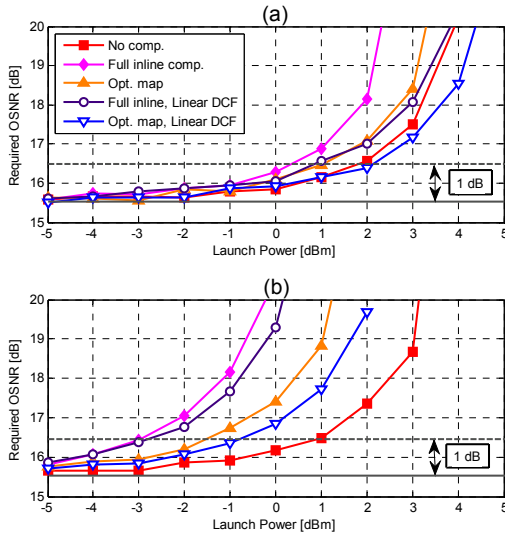 (a)
20
19
18
17
16
15
Required OSNR [dB]
No comp.
Full inline comp.
Opt. map
Full inline, Linear DCF
Opt. map, Linear DCF
1 dB
-5 -4 -3 -2 -1 0 1 2 3 4 5
Launch Power [dBm]
(b)
20
19
18
17
16
15
Required OSNR [dB]
1 dB
-5 -4 -3 -2 -1 0 1 2 3 4 5
Launch Power [dBm]